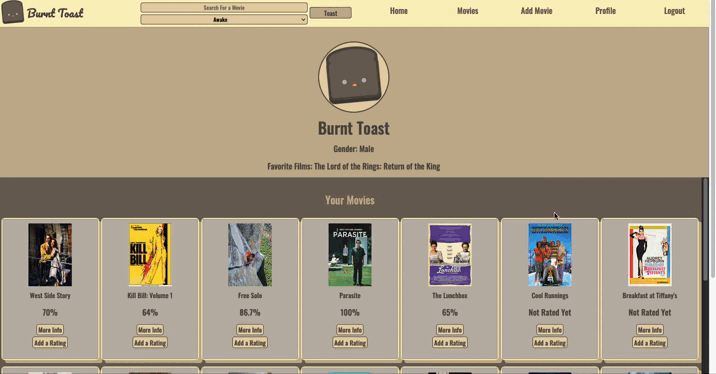 Burnt Toast
Search For a Movie
Awake
Toast
Home
Movies
Add Movie
Profile
Logout
Burnt Toast
Gender: Male
Favorite Films: The Lord of the Rings: Return of the King
Your Movies
KILL BILL
PARASITE
West Side Story
Kill Bill: Volume 1
Free Solo
Parasite
The Lunchbox
Cool Runnings
Breakfast at Tiffany's
70%
64%
86.7%
100%
65%
Not Rated Yet
Not Rated Yet
More Info
More Info
More Info
More Info
More Info
More Info
More Info
Add a Rating
Add a Rating
Add a Rating
Add a Rating
Add a Rating
Add a Rating
Add a Rating